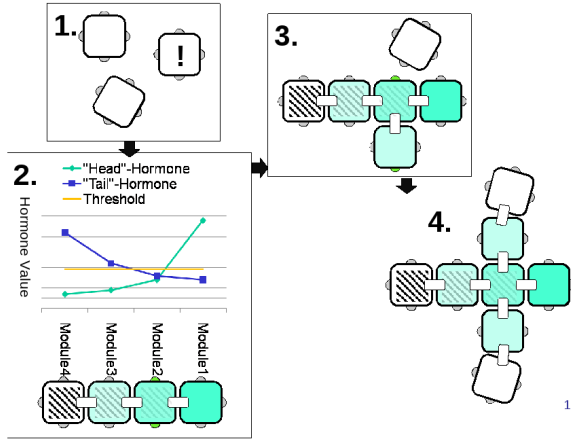 1.
!
2.
"Head"-Hormone
"Tail"-Hormone
Threshold
Hormone Value
Module4
Module3
Module2
Module1
3.
4.
1